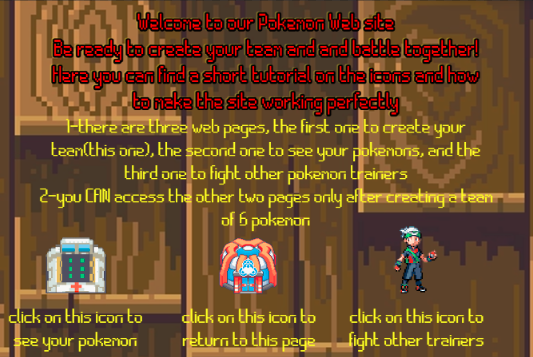 Welcome to our Pokemon Web site
Be ready to create your team and and battle together!
Here you can find a short tutorial on the icons and how
to make the site working perfectly
1-there are three web pages, the first one to create your
team(this one), the second one to see your pokemons, and the
third one to fight other pokemon trainers
2-you CAN access the other two pages only after creating a team
of 6 pokemon
click on this icon to
see your pokemon
click on this icon to
return to this page
click on this icon to
fight other trainers